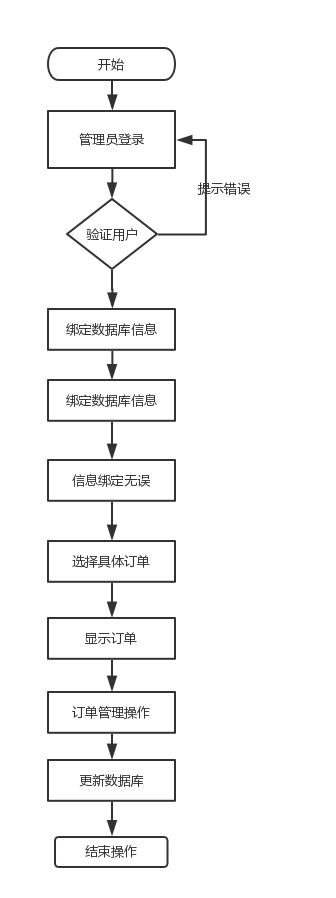 开始
管理员登录
提示错误
验证用户
绑定数据库信息
绑定数据库信息
信息绑定无误
选择具体订单
显示订单
订单管理操作
更新数据库
结束操作